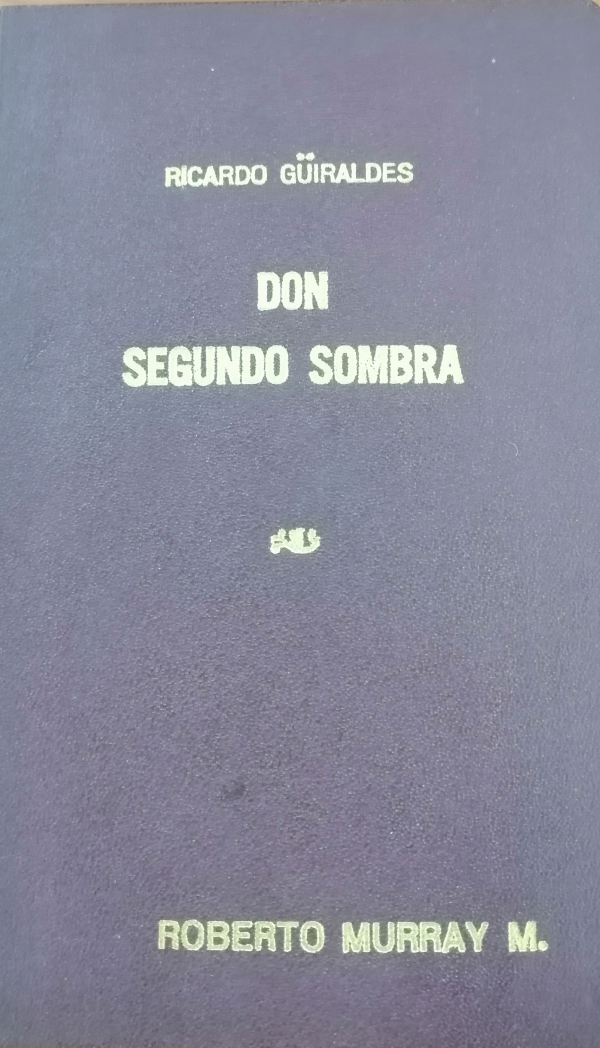 RICARDO GÜIRALDES
DON
SEGUNDO SOMBRA
ROBERTO MURRAY M.